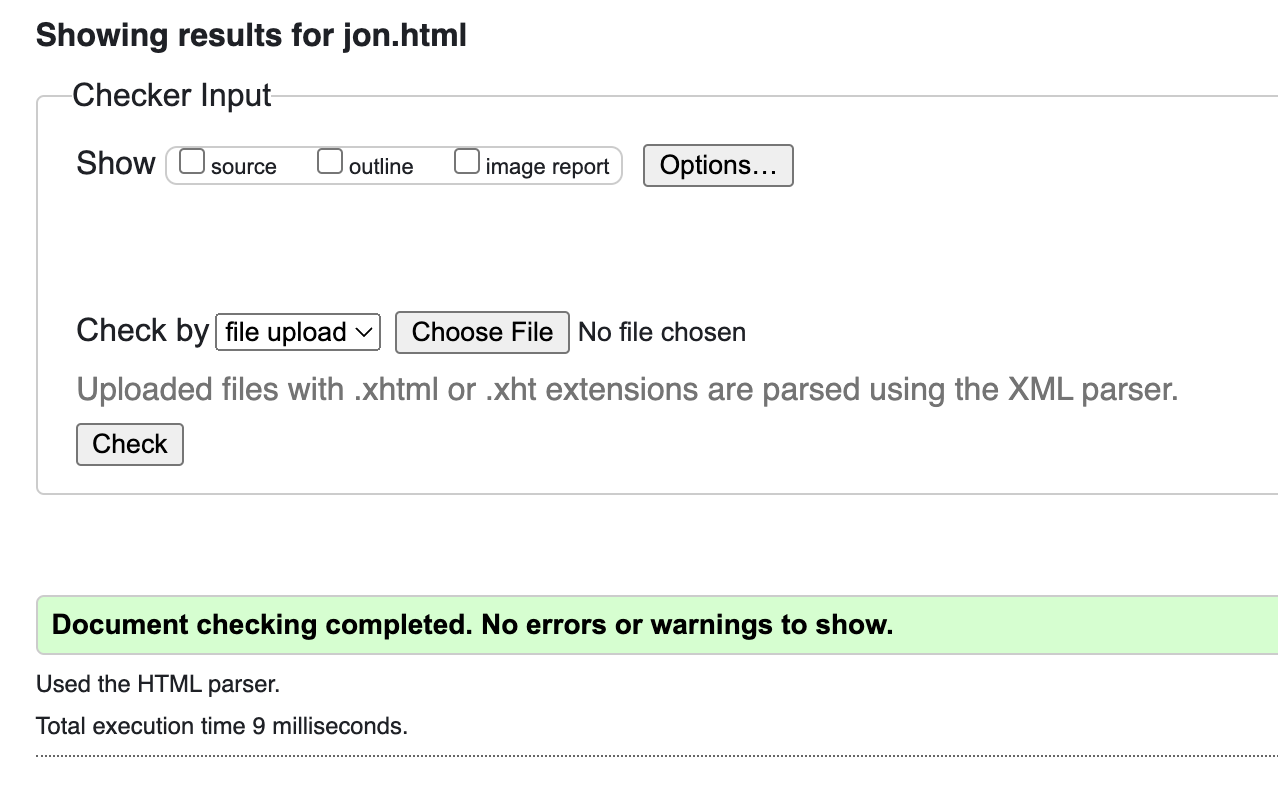 Showing results for jon.html
Checker Input
Show source outline image report Options…
Check by file upload Choose File No file chosen
Uploaded files with .xhtml or .xht extensions are parsed using the XML parser.
Check
Document checking completed. No errors or warnings to show.
Used the HTML parser.
Total execution time 9 milliseconds.